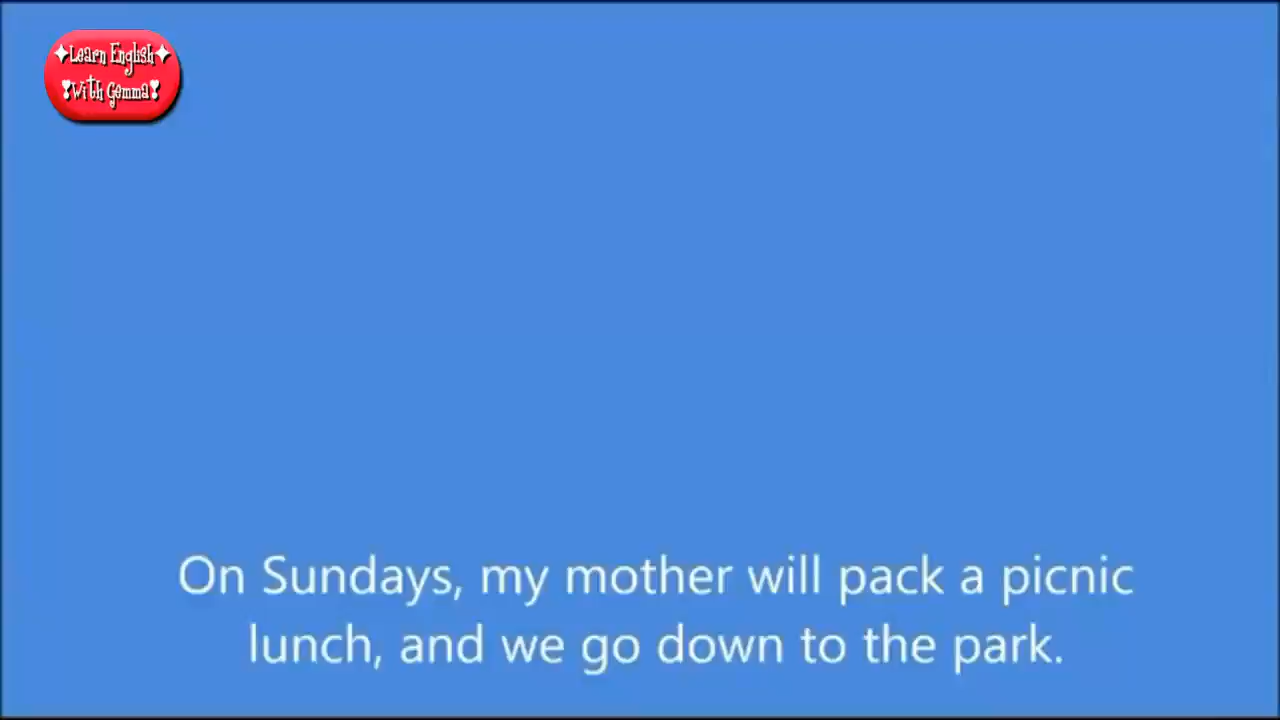 Learn English
With Gemma
On Sundays, my mother will pack a picnic
lunch, and we go down to the park.